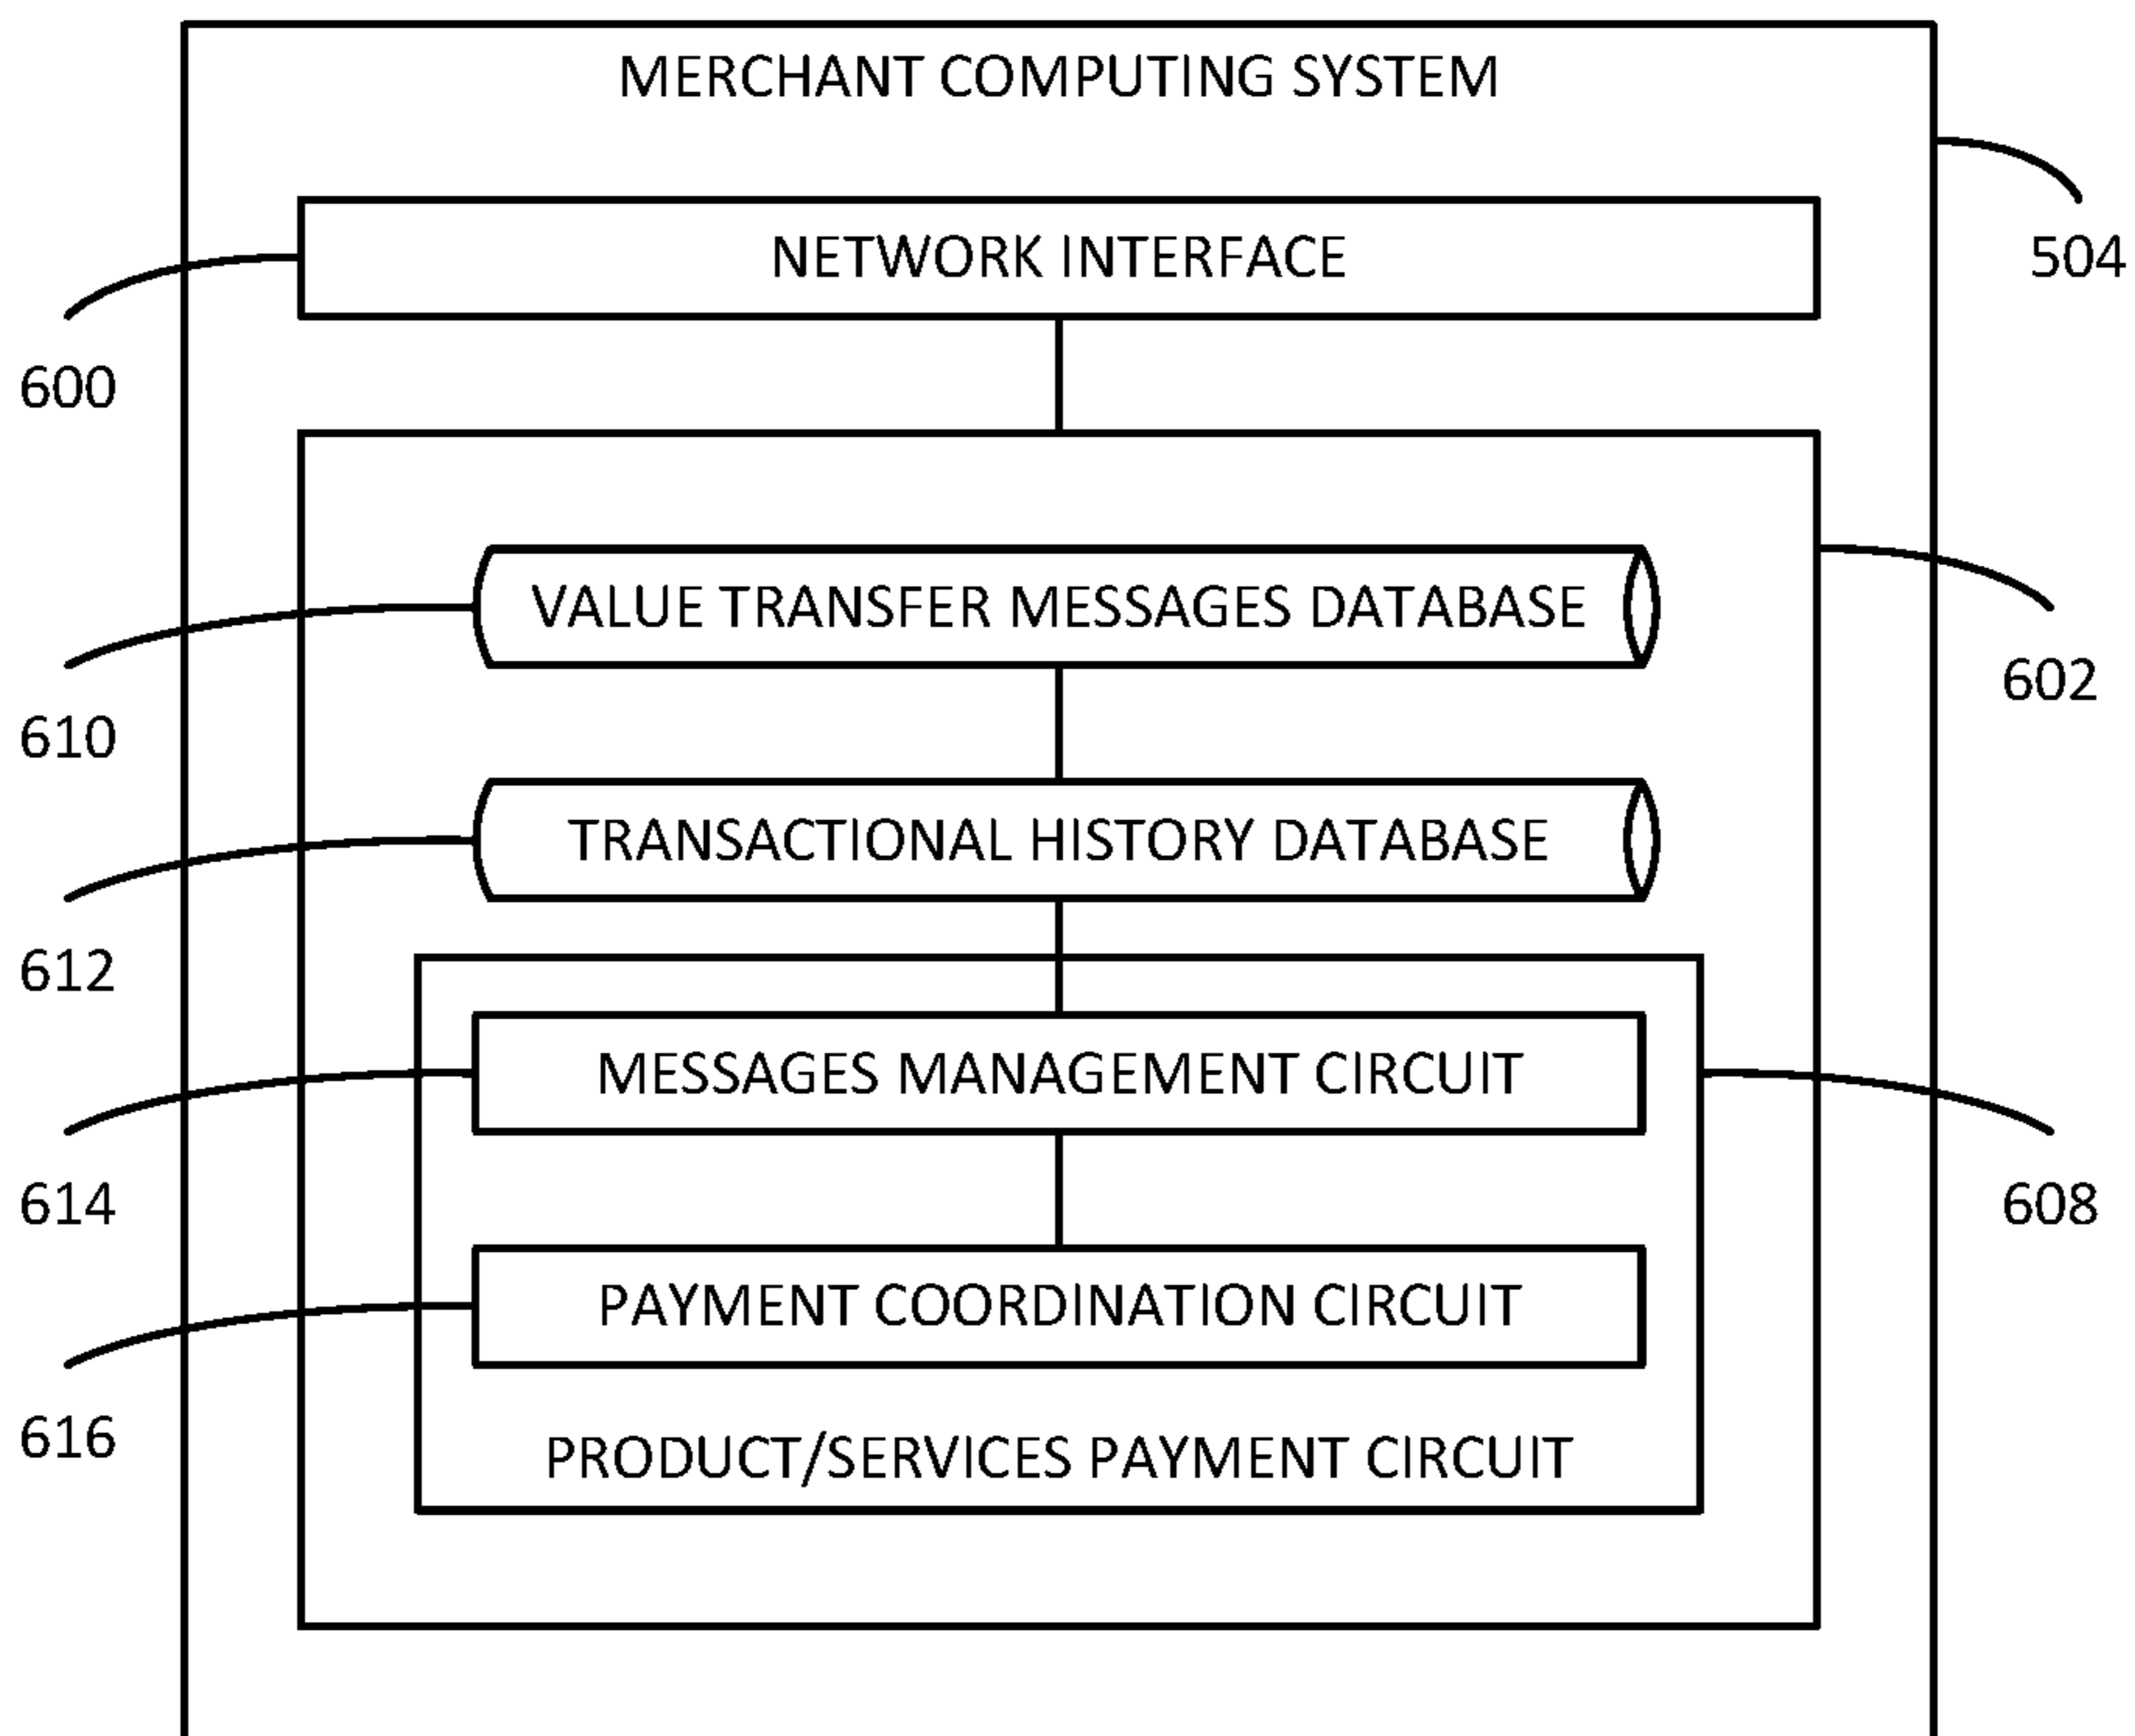 MERCHANT COMPUTING SYSTEM
NETWORK INTERFACE
504
600
VALUE TRANSFER MESSAGES DATABASE
602
610
TRANSACTIONAL HISTORY DATABASE
612
MESSAGES MANAGEMENT CIRCUIT
614
608
PAYMENT COORDINATION CIRCUIT
616
PRODUCT/SERVICES PAYMENT CIRCUIT